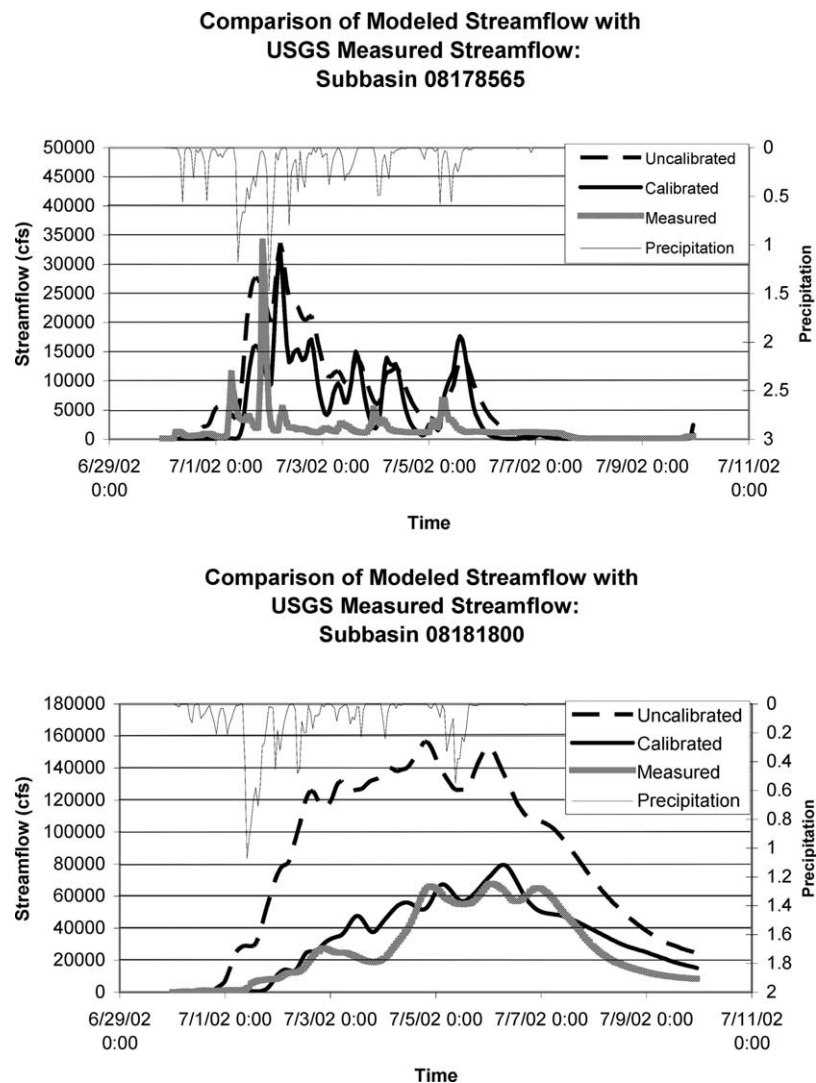 Comparison of Modeled Streamflow with
USGS Measured Streamflow:
Subbasin 08178565
50000
45000
40000
35000
30000
25000
20000
15000
10000
5000
0
Streamflow (cfs)
0
0.5
1
1.5
2
2.5
3
Precipitation
Uncalibrated
Calibrated
Measured
Precipitation
6/29/02 0:00
7/1/02 0:00
7/3/02 0:00
7/5/02 0:00
7/7/02 0:00
7/9/02 0:00
7/11/02 0:00
Time
Comparison of Modeled Streamflow with
USGS Measured Streamflow:
Subbasin 08181800
180000
160000
140000
120000
100000
80000
60000
40000
20000
0
Streamflow (cfs)
0
0.2
0.4
0.6
0.8
1
1.2
1.4
1.6
1.8
2
Precipitation
Uncalibrated
Calibrated
Measured
Precipitation
6/29/02 0:00
7/1/02 0:00
7/3/02 0:00
7/5/02 0:00
7/7/02 0:00
7/9/02 0:00
7/11/02 0:00
Time